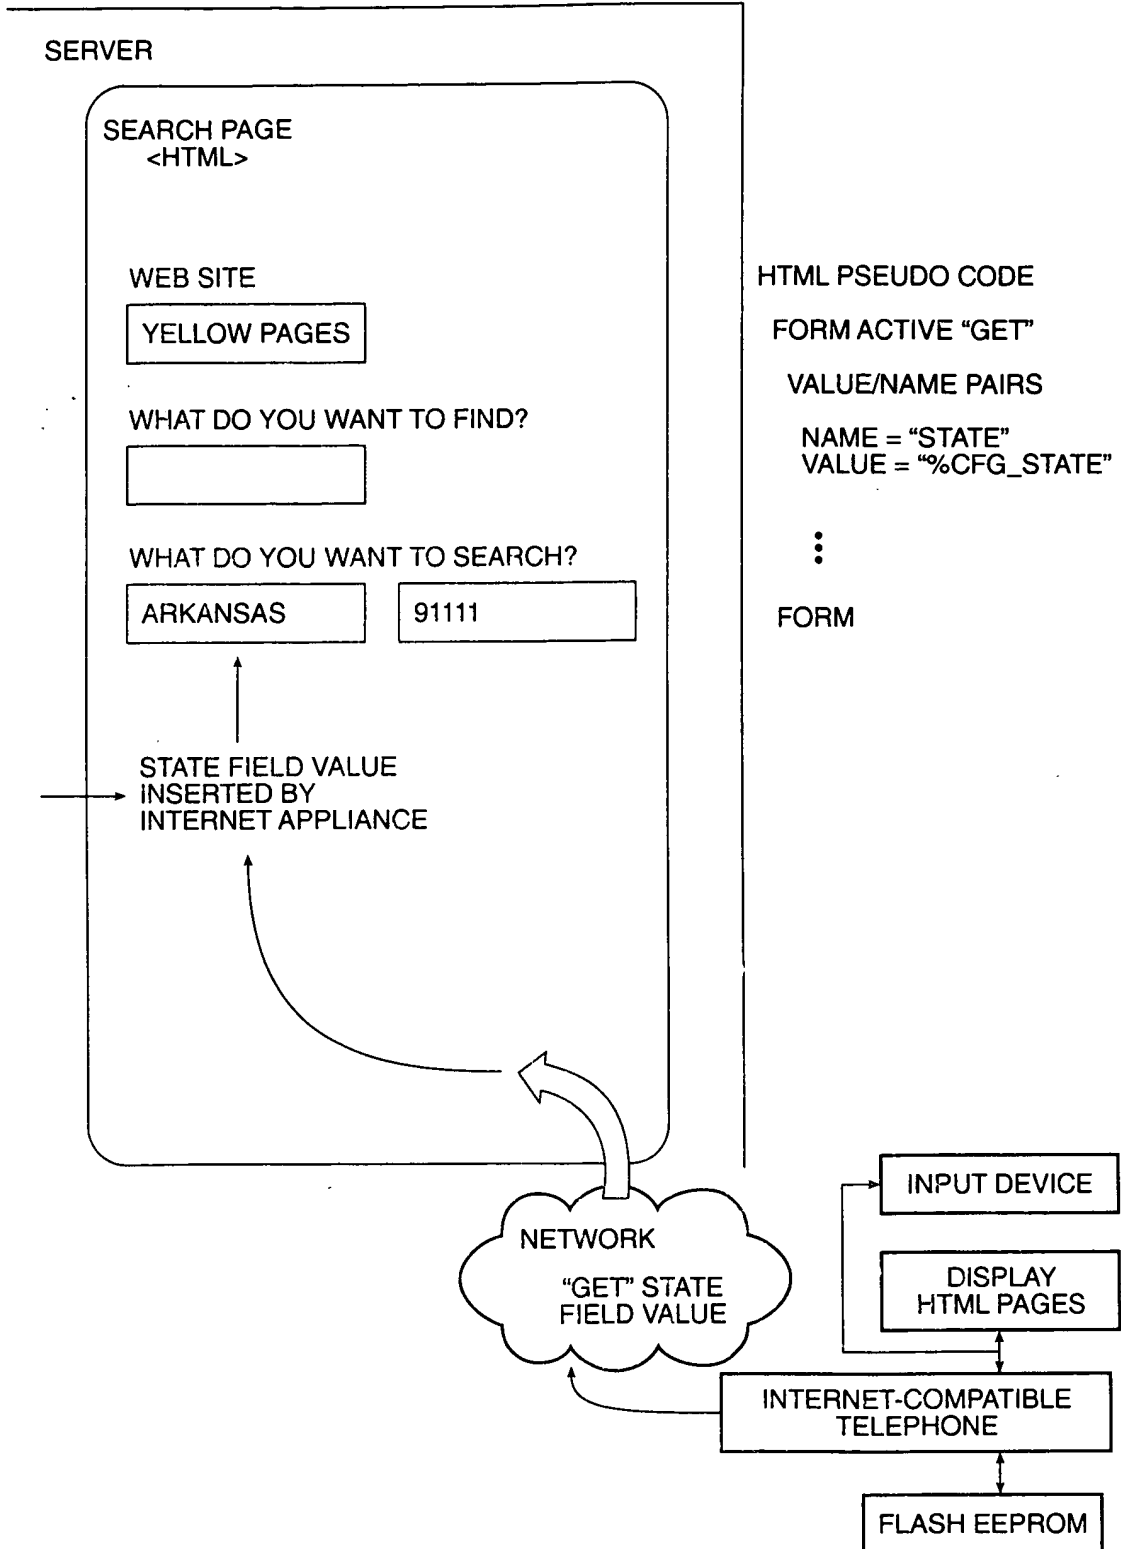 SERVER
SEARCH PAGE
<HTML>
WEB SITE
YELLOW PAGES
WHAT DO YOU WANT TO FIND?
WHAT DO YOU WANT TO SEARCH?
ARKANSAS
91111
STATE FIELD VALUE
INSERTED BY
INTERNET APPLIANCE
HTML PSEUDO CODE
FORM ACTIVE “GET”
VALUE/NAME PAIRS
NAME = “STATE”
VALUE = “%CFG_STATE”
FORM
NETWORK
“GET” STATE
FIELD VALUE
INPUT DEVICE
DISPLAY
HTML PAGES
INTERNET-COMPATIBLE
TELEPHONE
FLASH EEPROM